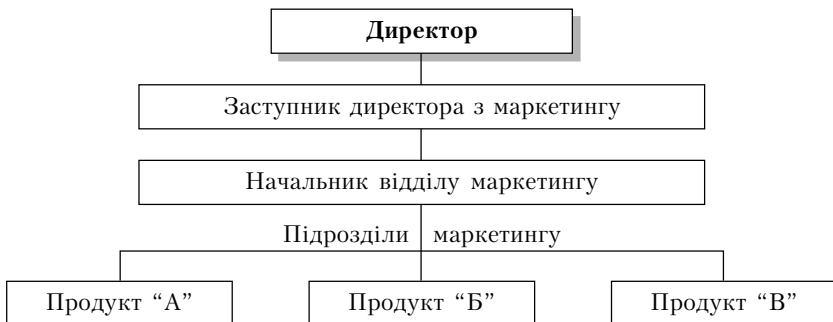 Директор
Заступник директора з маркетингу
Начальник відділу маркетингу
Підрозділи маркетингу
Продукт “А” Продукт “Б” Продукт “В”